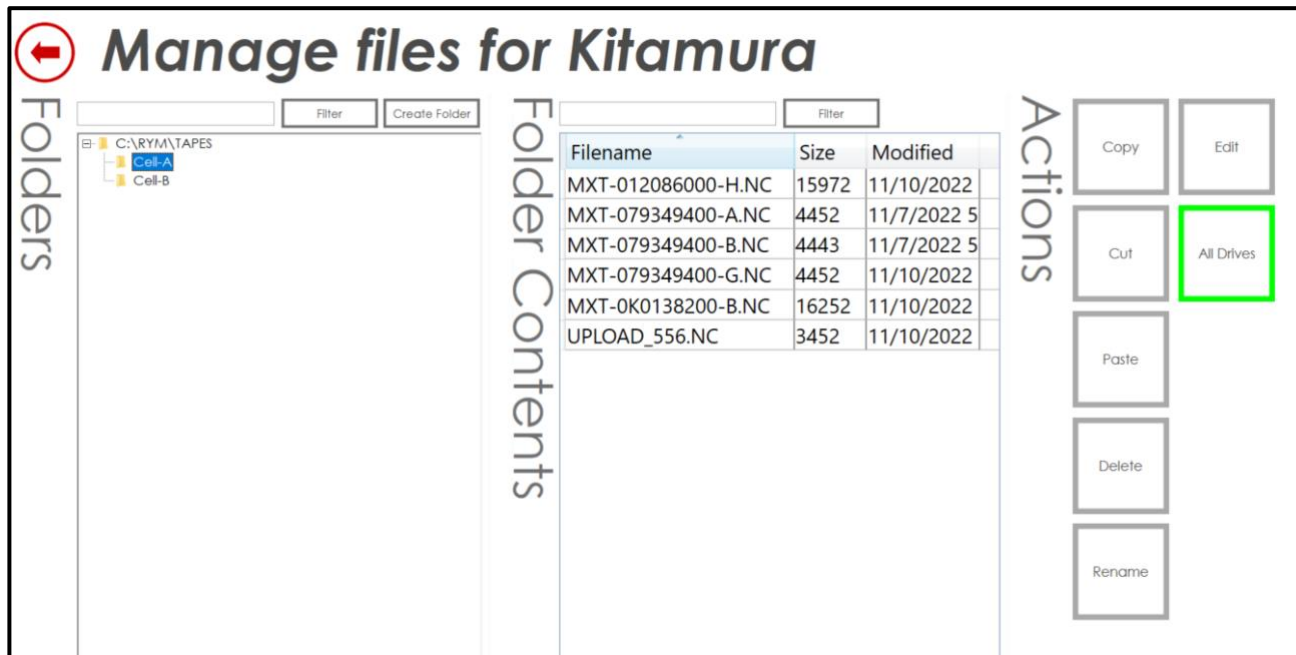 Manage files for Kitamura
Folders
Filter
Create Folder
C:\RYM\TAPES
Cell-A
Cell-B
Folder Contents
Filter
Filename Size Modified
MXT-012086000-H.NC 15972 11/10/2022
MXT-079349400-A.NC 4452 11/7/2022 5
MXT-079349400-B.NC 4443 11/7/2022 5
MXT-079349400-G.NC 4452 11/10/2022
MXT-0K0138200-B.NC 16252 11/10/2022
UPLOAD_556.NC 3452 11/10/2022
Actions
Copy
Edit
Cut
All Drives
Paste
Delete
Rename